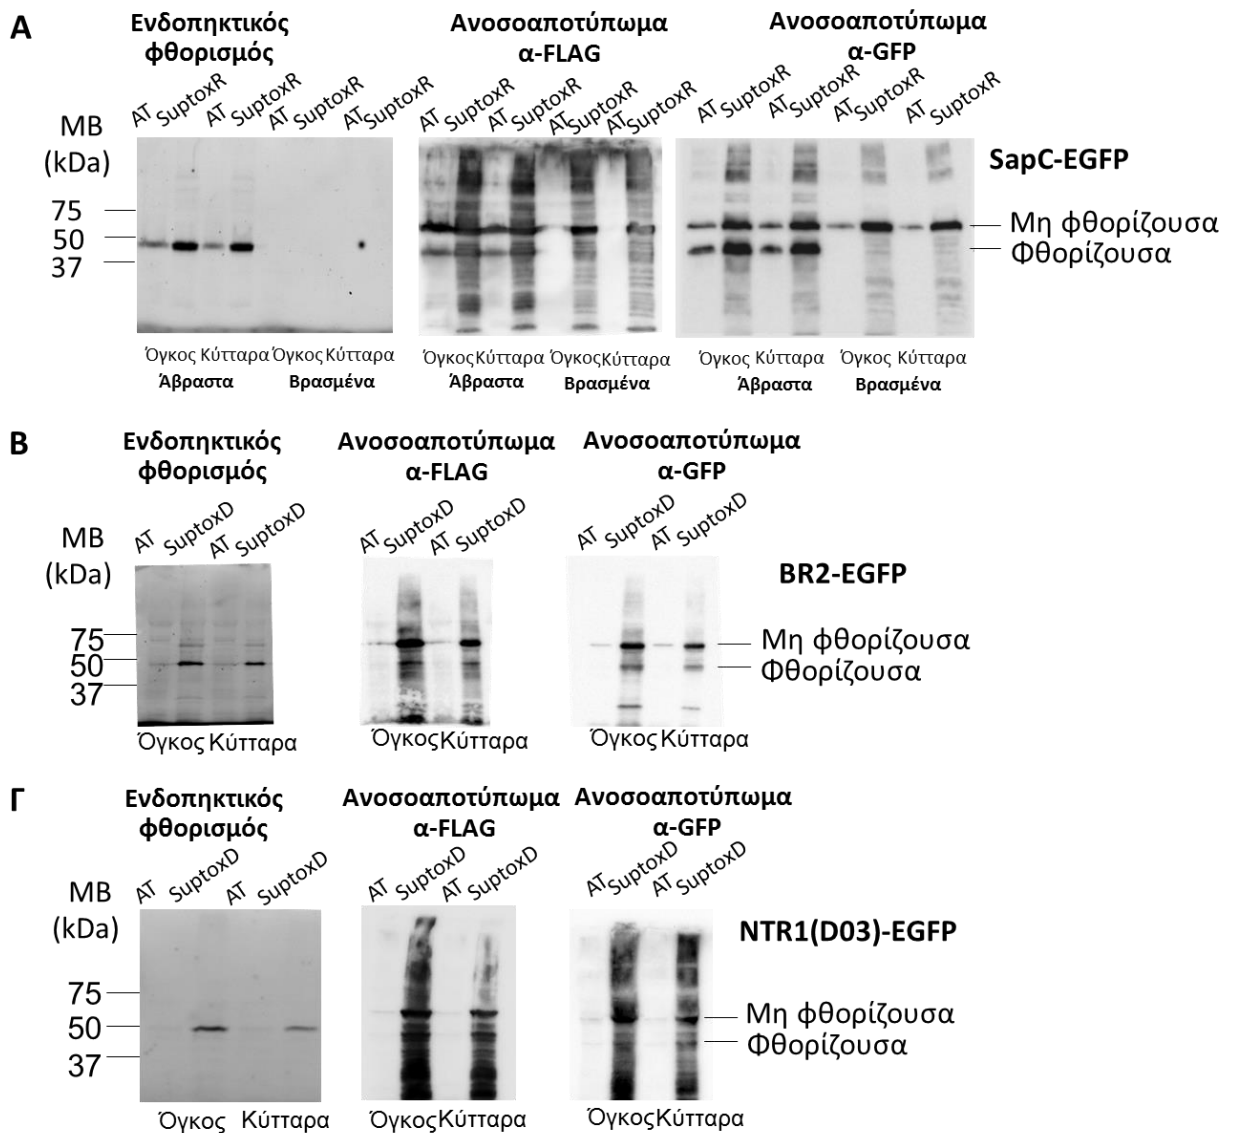 Α
Ενδοπηκτικός
φθορισμός
Ανοσοαποτύπωμα
α-FLAG
Ανοσοαποτύπωμα
α-GFP
AT SuptoxR AT SuptoxR AT SuptoxR AT SuptoxR
AT SuptoxR AT SuptoxR AT SuptoxR AT SuptoxR
AT SuptoxR AT SuptoxR AT SuptoxR AT SuptoxR
ΜΒ
(kDa)
75
50
37
SapC-EGFP
Μη φθορίζουσα
Φθορίζουσα
Όγκος Κύτταρα Όγκος Κύτταρα
Άβραστα Βρασμένα
Όγκος Κύτταρα Όγκος Κύτταρα
Άβραστα Βρασμένα
Όγκος Κύτταρα Όγκος Κύτταρα
Άβραστα Βρασμένα
Β
Ενδοπηκτικός
φθορισμός
Ανοσοαποτύπωμα
α-FLAG
Ανοσοαποτύπωμα
α-GFP
AT SuptoxD AT SuptoxD
AT SuptoxD AT SuptoxD
AT SuptoxD AT SuptoxD
ΜΒ
(kDa)
75
50
37
BR2-EGFP
Μη φθορίζουσα
Φθορίζουσα
Όγκος Κύτταρα
Όγκος Κύτταρα
Όγκος Κύτταρα
Γ
Ενδοπηκτικός
φθορισμός
Ανοσοαποτύπωμα
α-FLAG
Ανοσοαποτύπωμα
α-GFP
AT SuptoxD AT SuptoxD
AT SuptoxD AT SuptoxD
AT SuptoxD AT SuptoxD
ΜΒ
(kDa)
75
50
37
NTR1(D03)-EGFP
Μη φθορίζουσα
Φθορίζουσα
Όγκος Κύτταρα
Όγκος Κύτταρα
Όγκος Κύτταρα